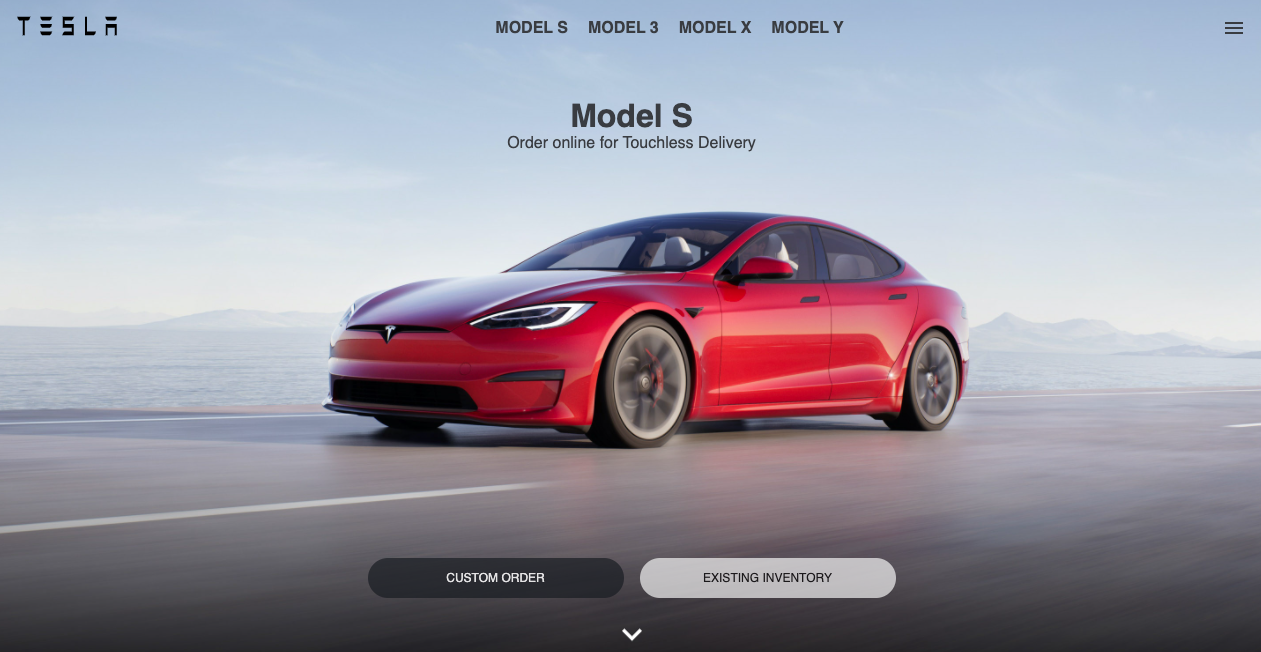 TESLA
MODEL S MODEL 3 MODEL X MODEL Y
Model S
Order online for Touchless Delivery
CUSTOM ORDER EXISTING INVENTORY